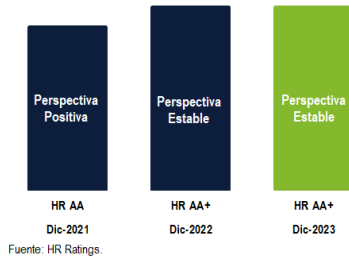 Perspectiva
Positiva
Perspectiva
Estable
Perspectiva
Estable
HR AA
HR AA+
HR AA+
Dic-2021
Dic-2022
Dic-2023
Fuente: HR Ratings.